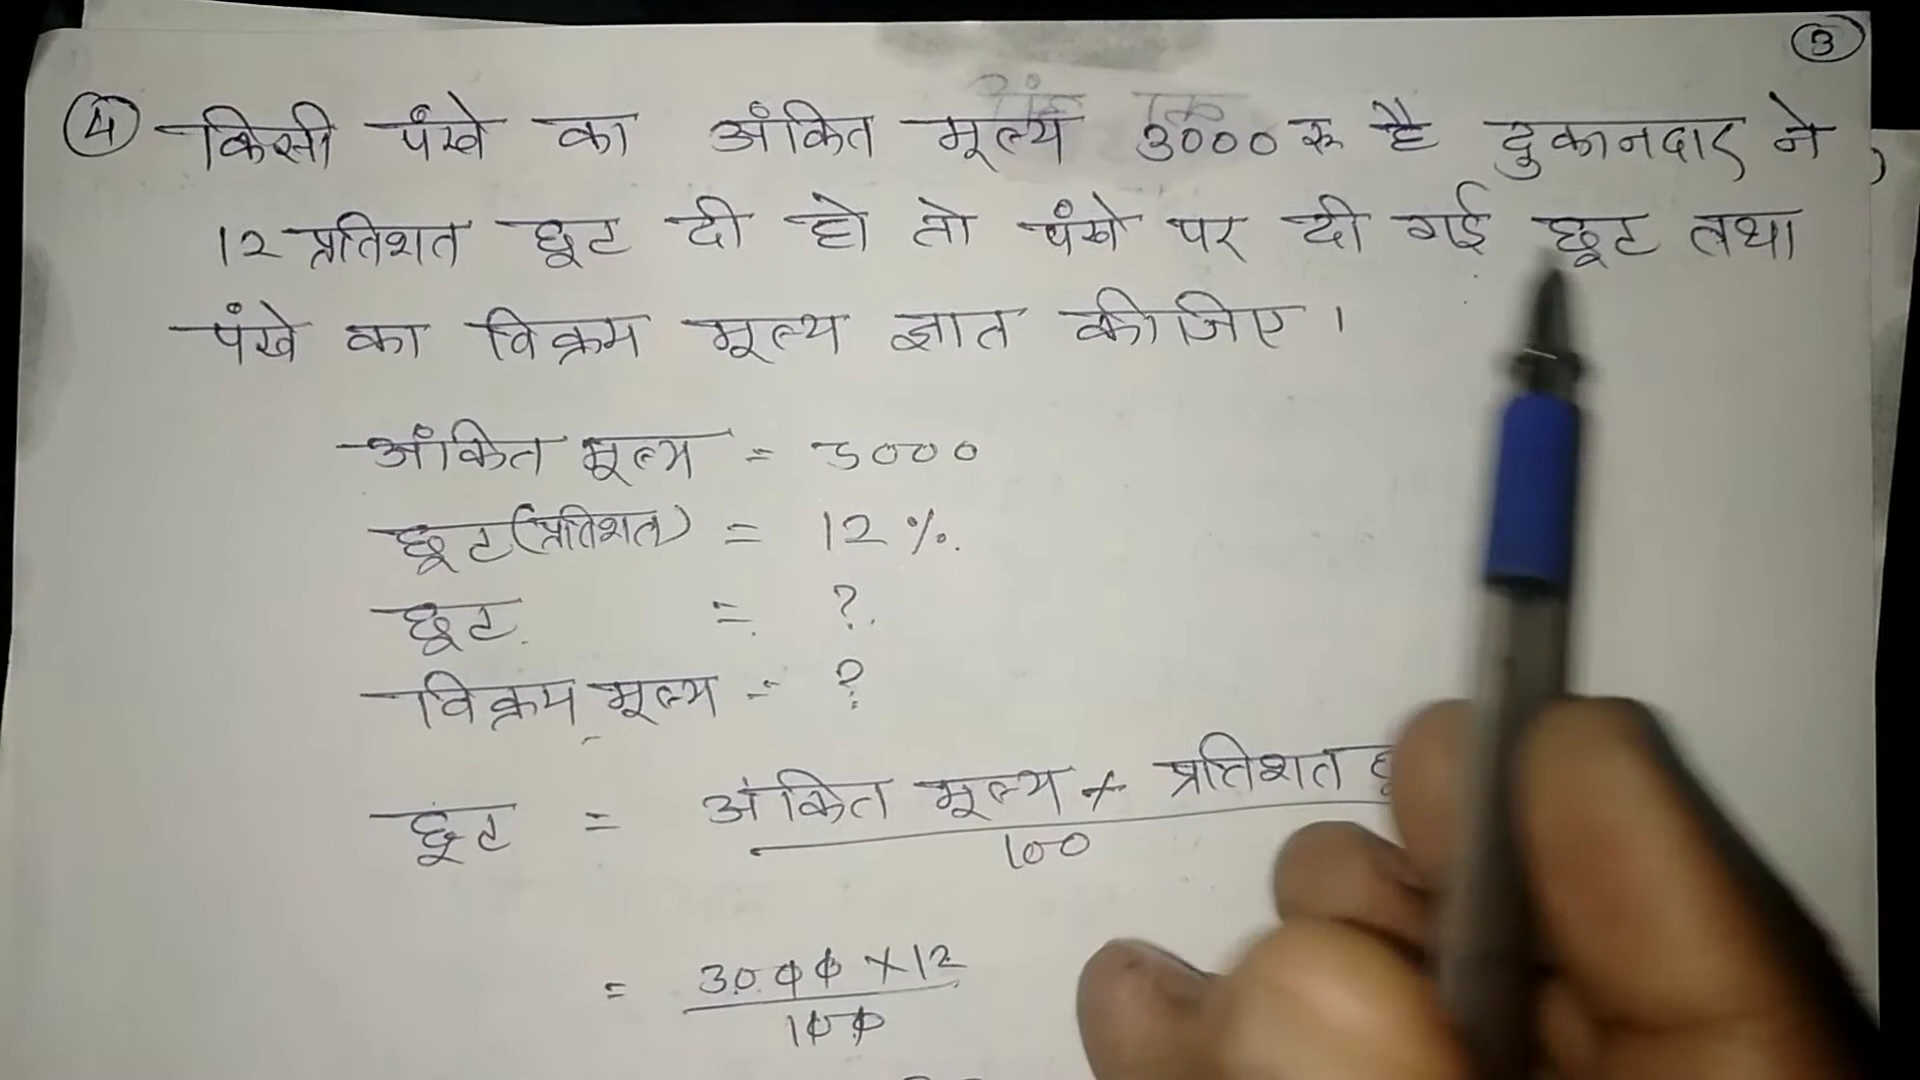 3
4 किसी पंखे का अंकित मूल्य 3000 रू है दुकानदार ने,
12 प्रतिशत छूट दी हो तो पंखे पर दी गई छूट तथा
पंखे का विक्रम मूल्य ज्ञात कीजिए।
अंकित मूल्य = 3000
छूट (प्रतिशत) = 12%.
छूट = ?
विक्रय मूल्य = ?
छूट = अंकित मूल्य × प्रतिशत
100
= 3000 × 12
100